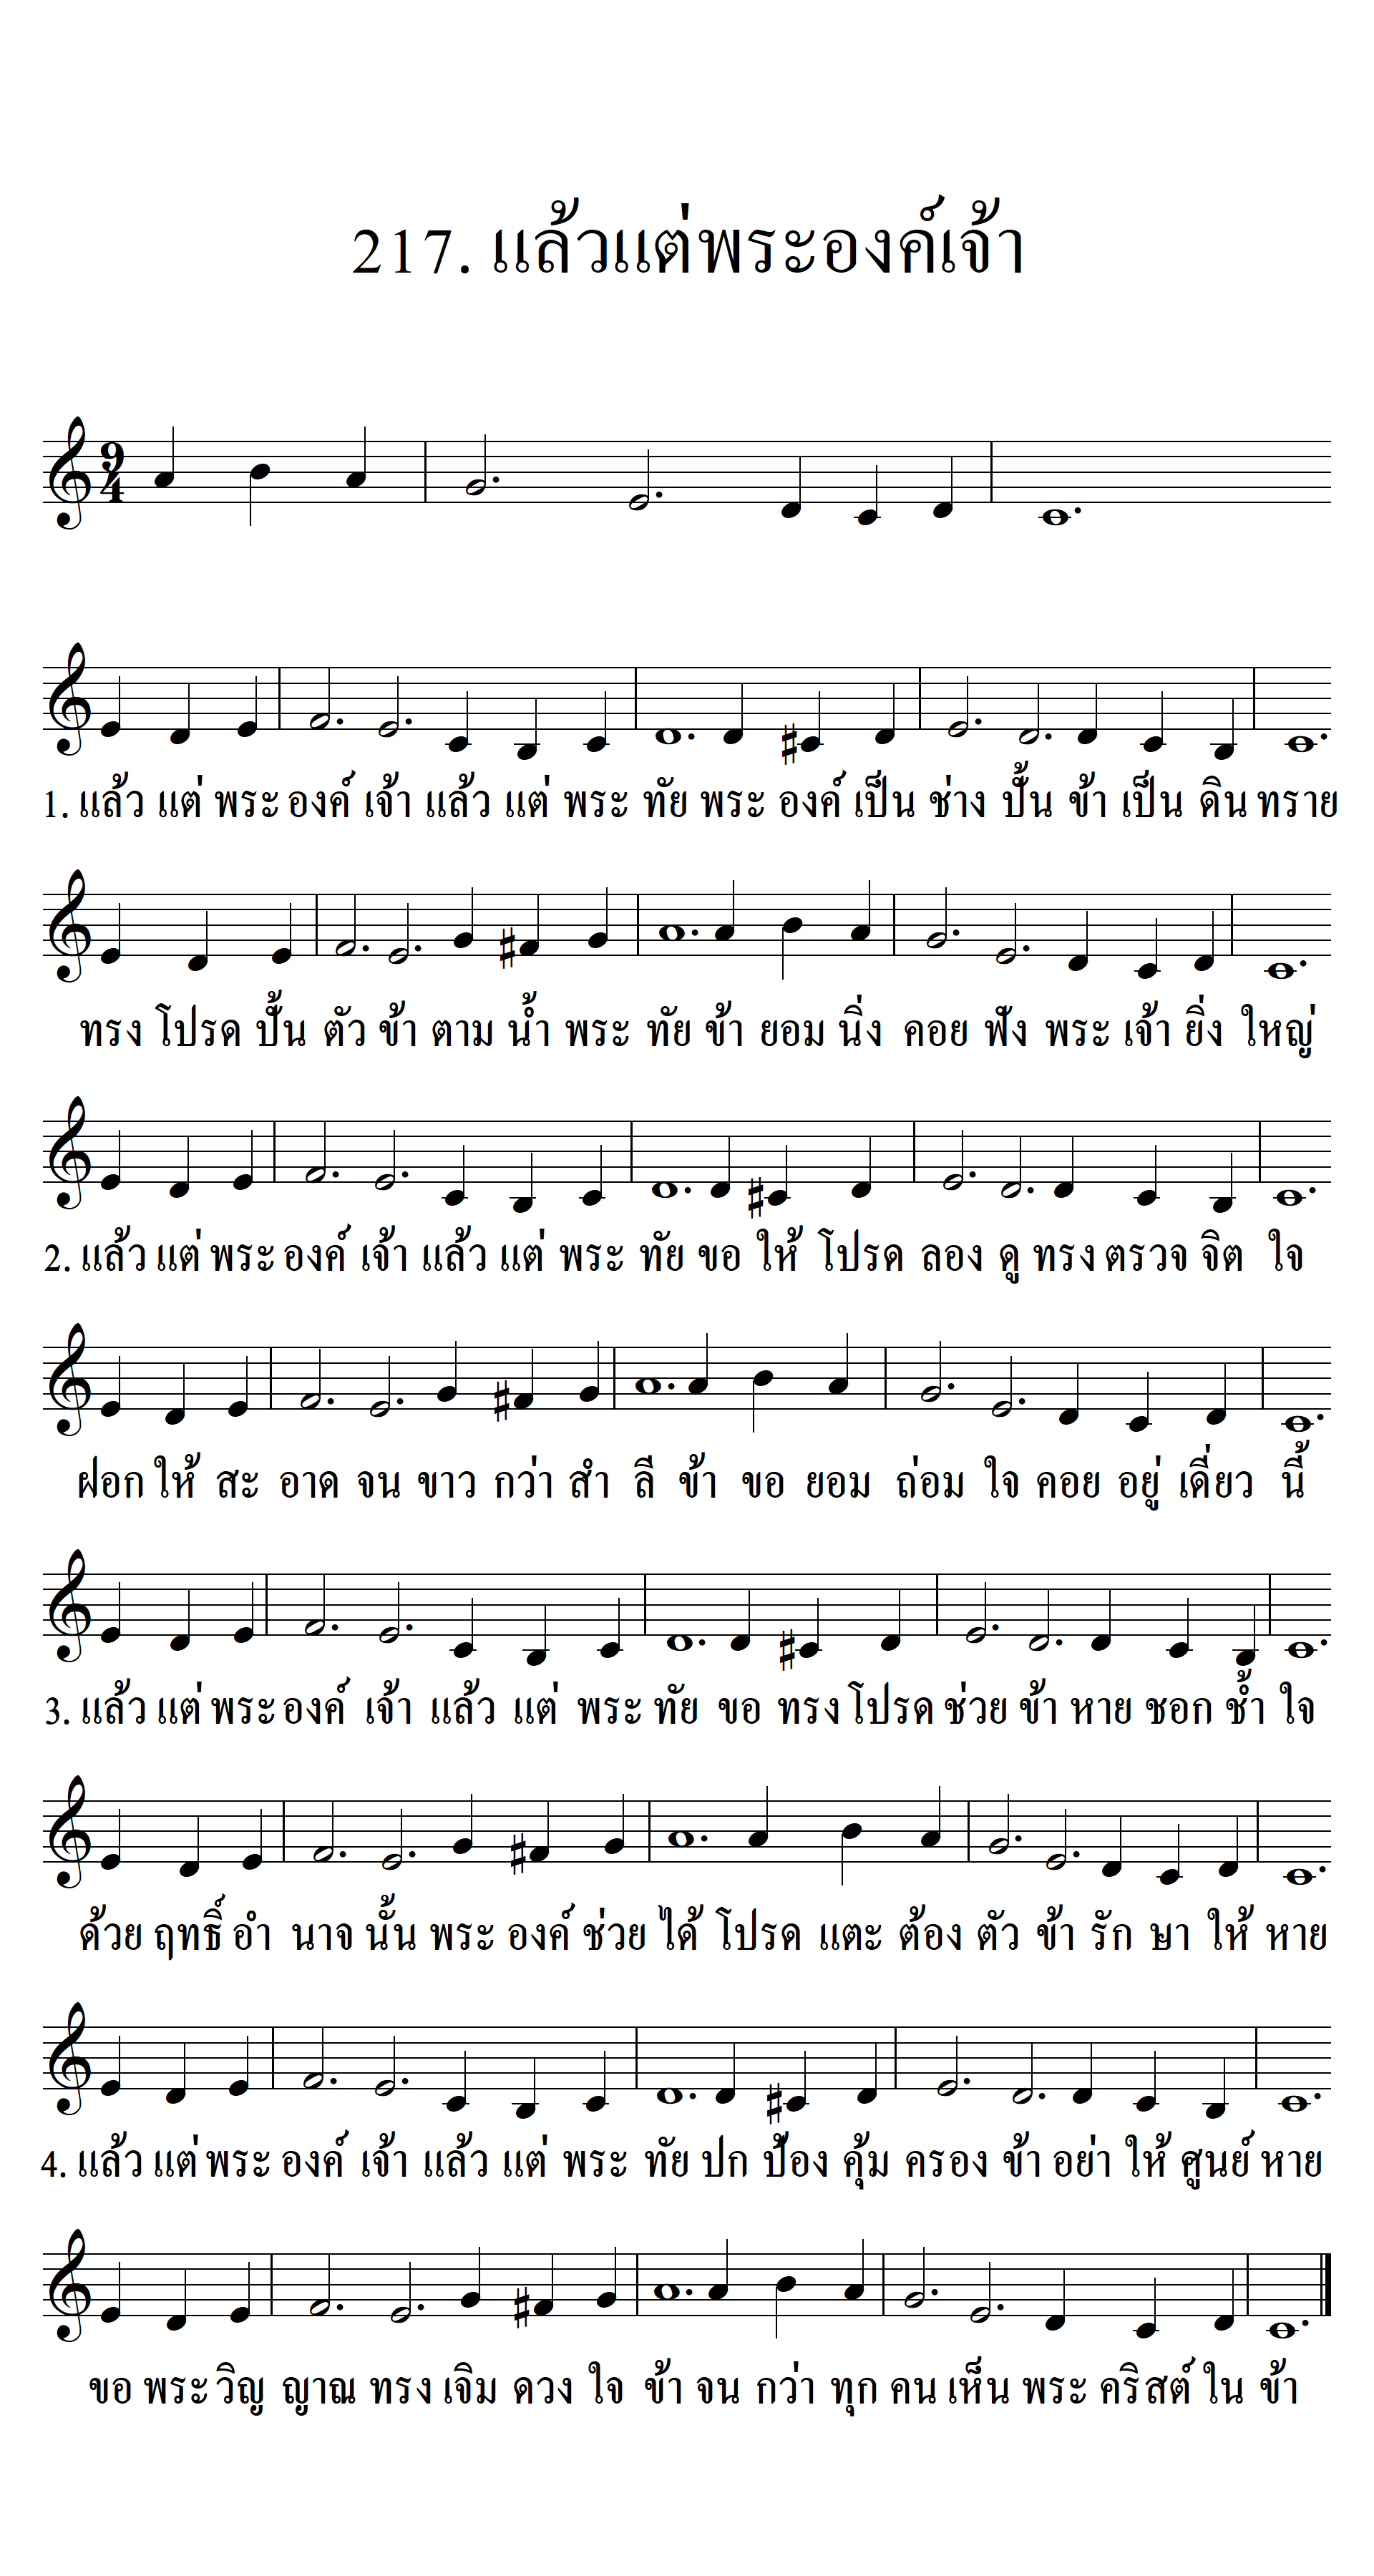 217. แล้วแต่พระองค์เจ้า
9
4
1. แล้ว แต่ พระ องค์ เจ้า แล้ว แต่ พระ ทัย พระ องค์ เป็น ช่าง ปั้น ข้า เป็น ดิน ทราย
ทรง โปรด ปั้น ตัว ข้า ตาม น้ำ พระ ทัย ข้า ยอม นิ่ง คอย ฟัง พระ เจ้า ยิ่ง ใหญ่
2. แล้ว แต่ พระ องค์ เจ้า แล้ว แต่ พระ ทัย ขอ ให้ โปรด ลอง ดู ทรง ตรวจ จิต ใจ
ฝอก ให้ สะ อาด จน ขาว กว่า สำ ลี ข้า ขอ ยอม ถ่อม ใจ คอย อยู่ เดี่ยว นี้
3. แล้ว แต่ พระ องค์ เจ้า แล้ว แต่ พระ ทัย ขอ ทรง โปรด ช่วย ข้า หาย ชอก ช้ำ ใจ
ด้วย ฤทธิ์ อำ นาจ นั้น พระ องค์ ช่วย ได้ โปรด แตะ ต้อง ตัว ข้า รัก ษา ให้ หาย
4. แล้ว แต่ พระ องค์ เจ้า แล้ว แต่ พระ ทัย ปก ป้อง คุ้ม ครอง ข้า อย่า ให้ ศูนย์ หาย
ขอ พระ วิญ ญาณ ทรง เจิม ดวง ใจ ข้า จน กว่า ทุก คน เห็น พระ คริสต์ ใน ข้า